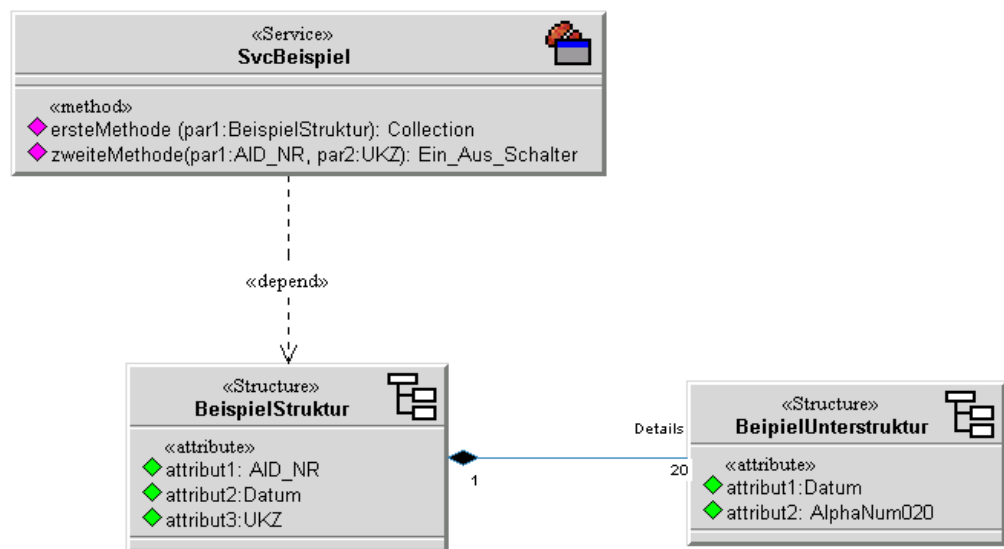 «Service»
SvcBeispiel
«method»
ersteMethode (par1:BeispielStruktur): Collection
zweiteMethode(par1:AID_NR, par2:UKZ): Ein_Aus_Schalter
«depend»
«Structure»
BeispielStruktur
«attribute»
attribut1: AID_NR
attribut2:Datum
attribut3:UKZ
1
Details
20
«Structure»
BeipielUnterstruktur
«attribute»
attribut1:Datum
attribut2: AlphaNum020